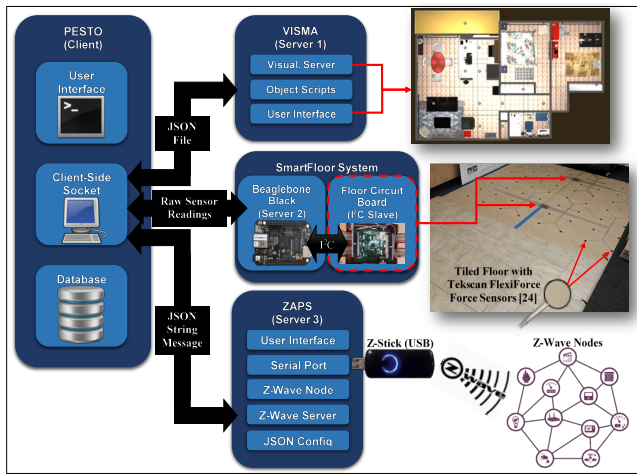 PESTO
(Client)
User
Interface
Client-Side
Socket
Database
JSON
File
Raw Sensor
Readings
JSON
String
Message
VISMA
(Server 1)
Visual. Server
Object Scripts
User Interface
SmartFloor System
Beaglebone
Black
(Server 2)
I²C
Floor Circuit
Board
(I²C Slave)
Tiled Floor with
Tekscan FlexiForce
Force Sensors [24]
ZAPS
(Server 3)
User Interface
Serial Port
Z-Wave Node
Z-Wave Server
JSON Config
Z-Stick (USB)
Z-Wave Nodes